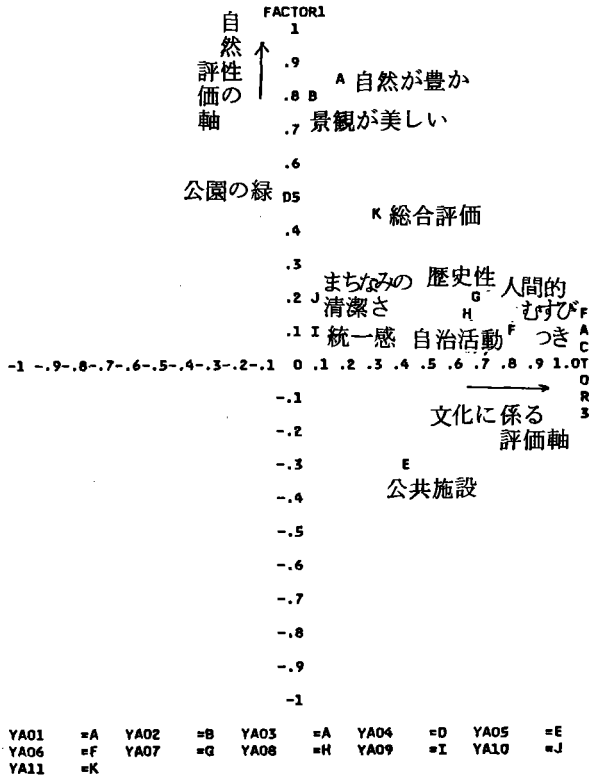 FACTOR1
自然性の
評価の軸
1
.9
A 自然が豊か
.8 B
景観が美しい
.7
.6
公園の緑 D5
K 総合評価
.4
.3
まちなみの
清潔さ
歴史性
人間的
むすび
つき
.2 J
G
H
.1 I 統一感
自治活動
F
FACTOR3
-1 -.9-.8-.7-.6-.5-.4-.3-.2-.1 0 .1 .2 .3 .4 .5 .6 .7 .8 .9 1.0
-.1
文化に係る
評価軸
-.2
-.3 E
公共施設
-.4
-.5
-.6
-.7
-.8
-.9
-1
YA01 =A YA02 =B YA03 =A YA04 =D YA05 =E
YA06 =F YA07 =G YA08 =H YA09 =I YA10 =J
YA11 =K